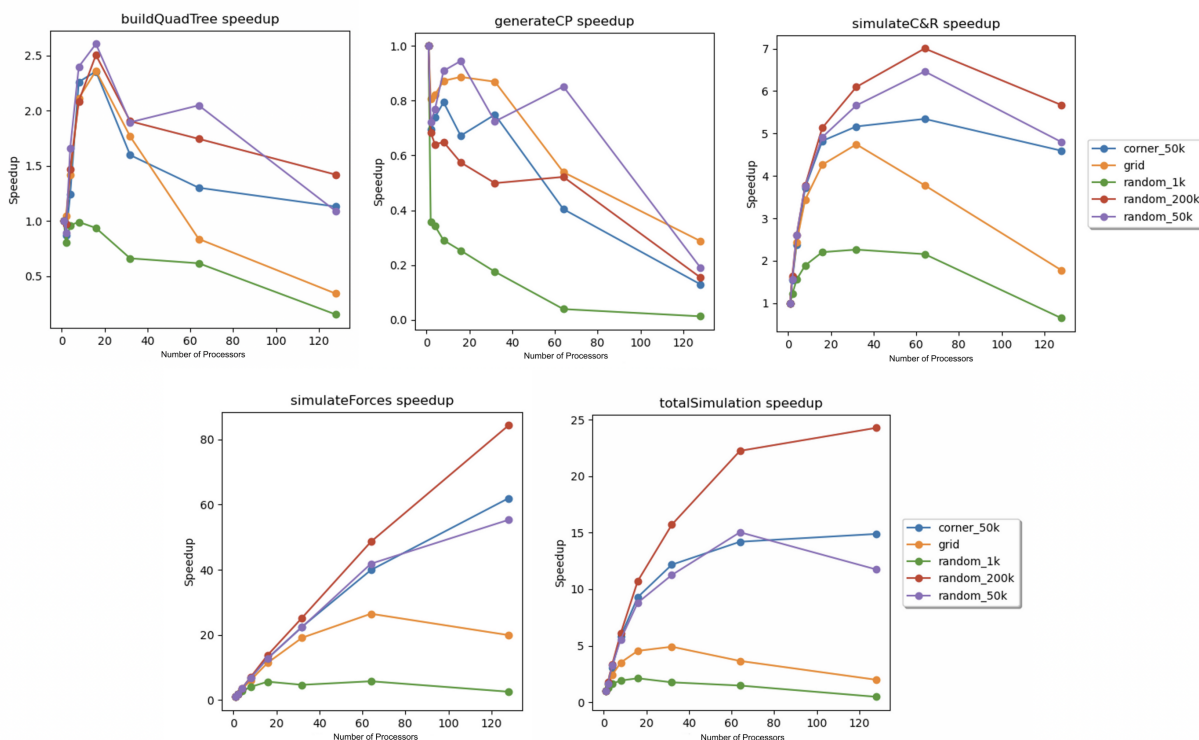 buildQuadTree speedup
Speedup
2.5
2.0
1.5
1.0
0.5
0 20 40 60 80 100 120
Number of Processors
generateCP speedup
Speedup
1.0
0.8
0.6
0.4
0.2
0.0
0 20 40 60 80 100 120
Number of Processors
simulateC&R speedup
Speedup
7
6
5
4
3
2
1
0 20 40 60 80 100 120
Number of Processors
corner_50k
grid
random_1k
random_200k
random_50k
simulateForces speedup
Speedup
80
60
40
20
0
0 20 40 60 80 100 120
Number of Processors
totalSimulation speedup
Speedup
25
20
15
10
5
0
0 20 40 60 80 100 120
Number of Processors
corner_50k
grid
random_1k
random_200k
random_50k